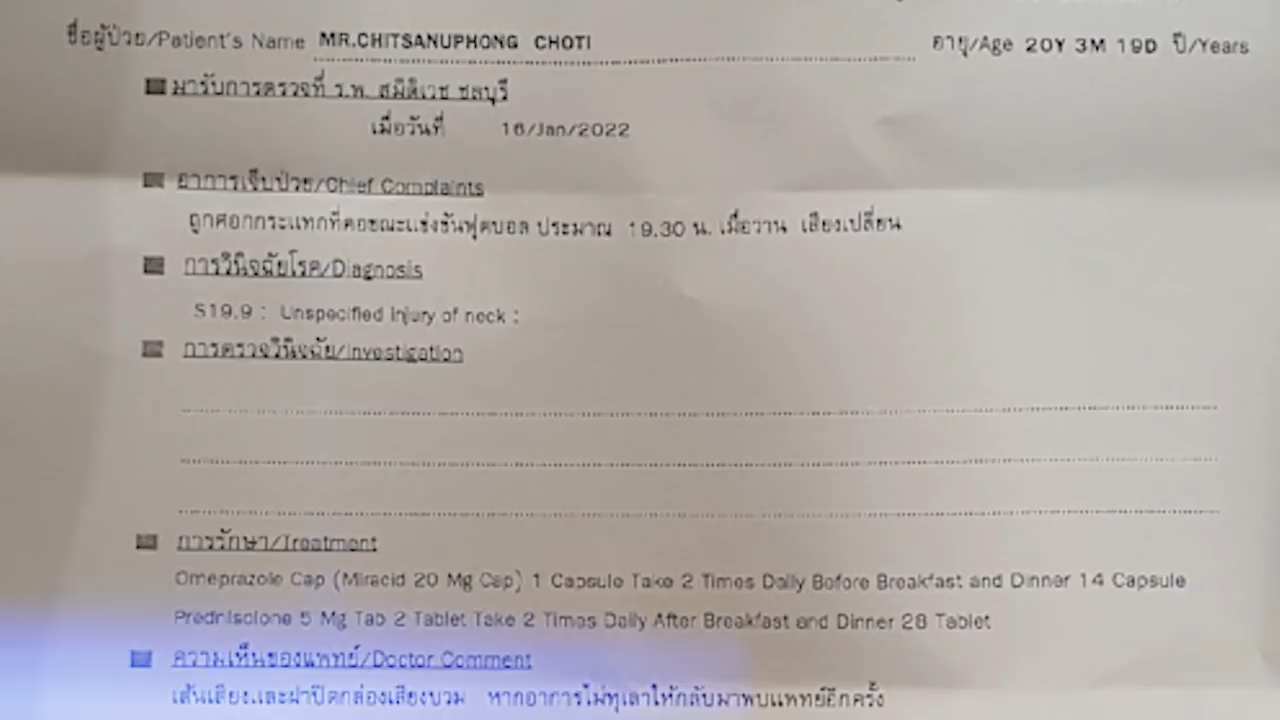 ชื่อผู้ป่วย/Patient's Name MR.CHITSANUPHONG CHOTI อายุ/Age 20Y 3M 19D ปี/Years
มารับการตรวจที่ ร.พ. สมิติเวช ชลบุรี
เมื่อวันที่ 16/Jan/2022
อาการเจ็บป่วย/Chief Complaints
ถูกศอกกระแทกที่คอขณะแข่งขันฟุตบอล ประมาณ 19.30 น. เมื่อวาน เสียงเปลี่ยน
การวินิจฉัยโรค/Diagnosis
S19.9 : Unspecified injury of neck :
การตรวจวินิจฉัย/Investigation
การรักษา/Treatment
Omeprazole Cap (Miracid 20 Mg Cap) 1 Capsule Take 2 Times Daily Before Breakfast and Dinner 14 Capsule
Prednisolone 5 Mg Tab 2 Tablet Take 2 Times Daily After Breakfast and Dinner 28 Tablet
ความเห็นของแพทย์/Doctor Comment
เส้นเสียงและฝาปิดกล่องเสียงบวม หากอาการไม่ทุเลาให้กลับมาพบแพทย์อีกครั้ง